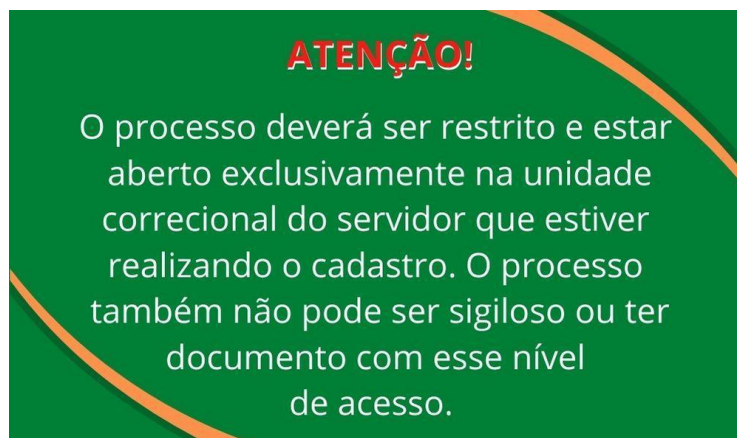 ATENÇÃO!
O processo deverá ser restrito e estar
aberto exclusivamente na unidade
correcional do servidor que estiver
realizando o cadastro. O processo
também não pode ser sigiloso ou ter
documento com esse nível
de acesso.